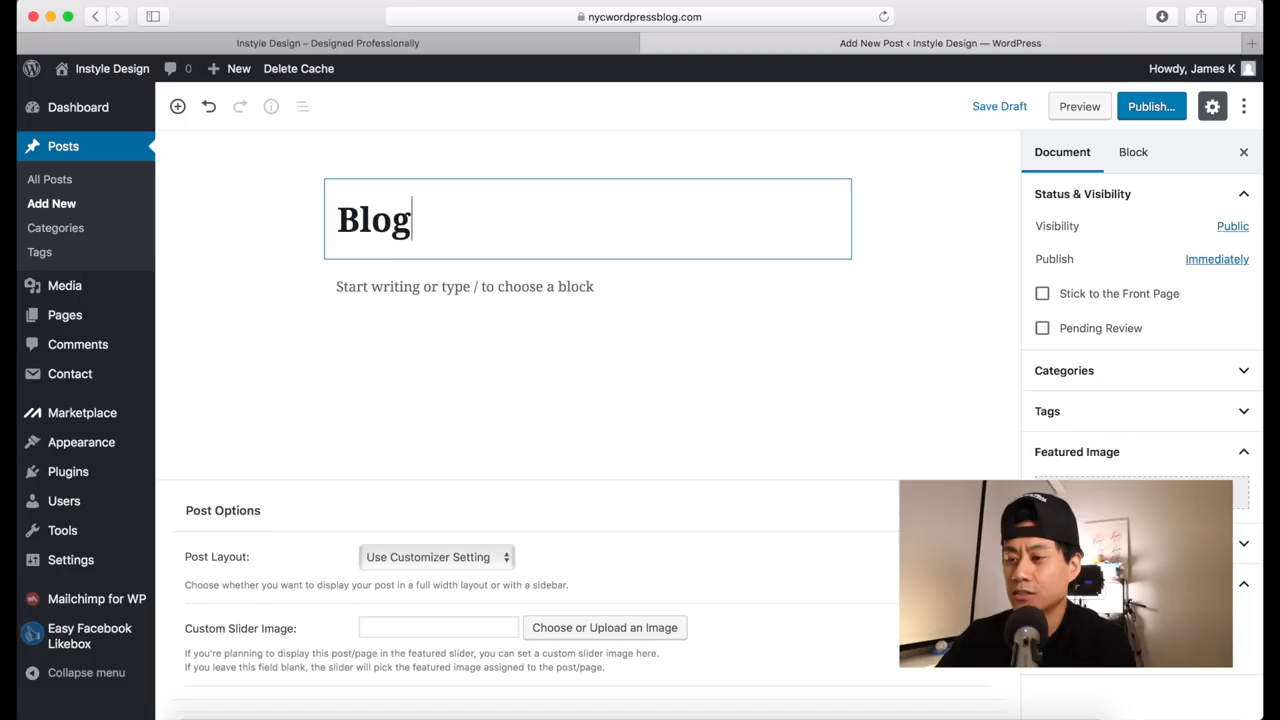 nycwordpressblog.com
Instyle Design – Designed Professionally
Add New Post ‹ Instyle Design — WordPress
Instyle Design 0 New Delete Cache Howdy, James K
Dashboard
Save Draft Preview Publish…
Posts
All Posts
Add New
Categories
Tags
Media
Pages
Comments
Contact
Marketplace
Appearance
Plugins
Users
Tools
Settings
Mailchimp for WP
Easy Facebook
Likebox
Collapse menu
Blog
Start writing or type / to choose a block
Post Options
Post Layout: Use Customizer Setting
Choose whether you want to display your post in a full width layout or with a sidebar.
Custom Slider Image: Choose or Upload an Image
If you're planning to display this post/page in the featured slider, you can set a custom slider image here.
If you leave this field blank, the slider will pick the featured image assigned to the post/page.
Document Block
Status & Visibility
Visibility Public
Publish Immediately
Stick to the Front Page
Pending Review
Categories
Tags
Featured Image